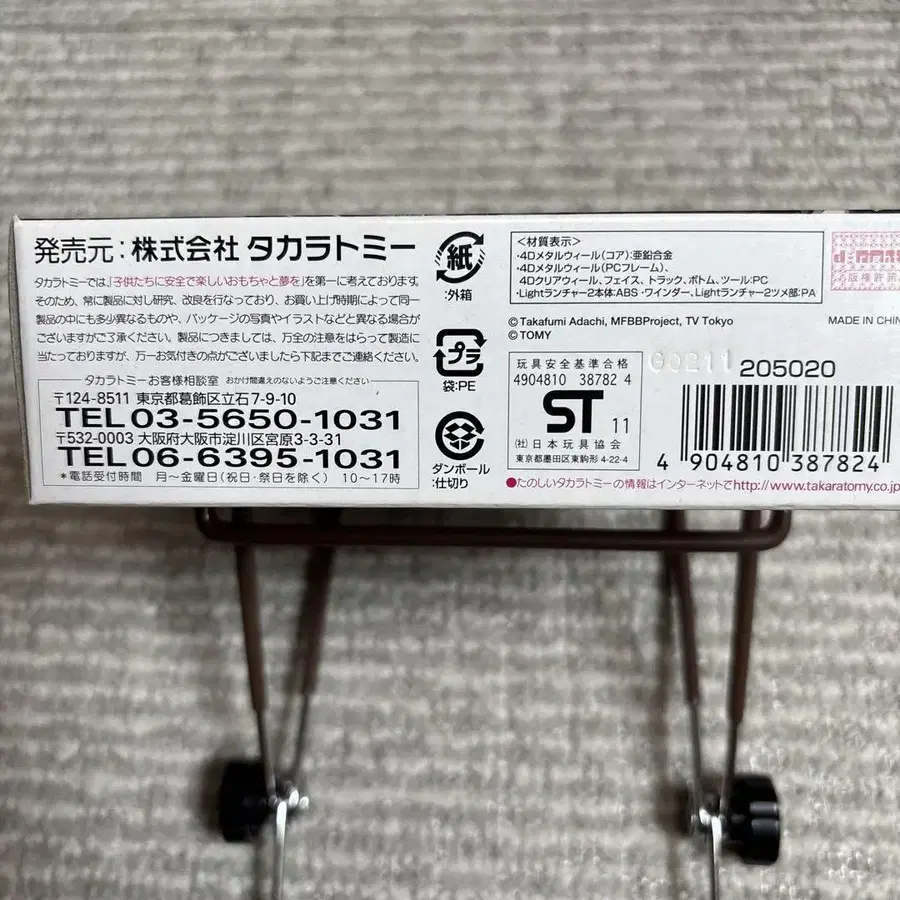 発売元：株式会社 タカラトミー
タカラトミーでは、「子供たちに安全で楽しいおもちゃと夢を」を第一に考えております。
そのため、常に製品に対し研究、改良を行なっており、お買い上げ時期によって同一
製品の中にも多少異なるものや、パッケージの写真やイラストなどと異なる場合が
ございますがご了承ください。製品につきましては、万全の注意をはらって製造に
当たっておりますが、万一お気付きの点がございましたら下記までご連絡ください。
タカラトミーお客様相談室 おかけ間違えのないようご注意ください
〒124-8511 東京都葛飾区立石7-9-10
TEL 03-5650-1031
〒532-0003 大阪府大阪市淀川区宮原3-3-31
TEL 06-6395-1031
*電話受付時間 月〜金曜日(祝日・祭日を除く) 10〜17時
紙
:外箱
プラ
袋:PE
ダンボール
:仕切り
<材質表示>
・4Dメタルウィール(コア):亜鉛合金
・4Dメタルウィール(PCフレーム)、
4Dクリアウィール、フェイス、トラック、ボトム、ツール:PC
・Lightランチャー2本体:ABS ・ワインダー、Lightランチャー2ツメ部:PA
© Takafumi Adachi, MFBBProject, TV Tokyo
© TOMY
MADE IN CHIN
玩具安全基準合格
4904810 38782 4
ST 11
(社)日本玩具協会
東京都墨田区東駒形4-22-4
G0211
205020
4 904810 387824
●たのしいタカラトミーの情報はインターネットでhttp://www.takaratomy.co.jp